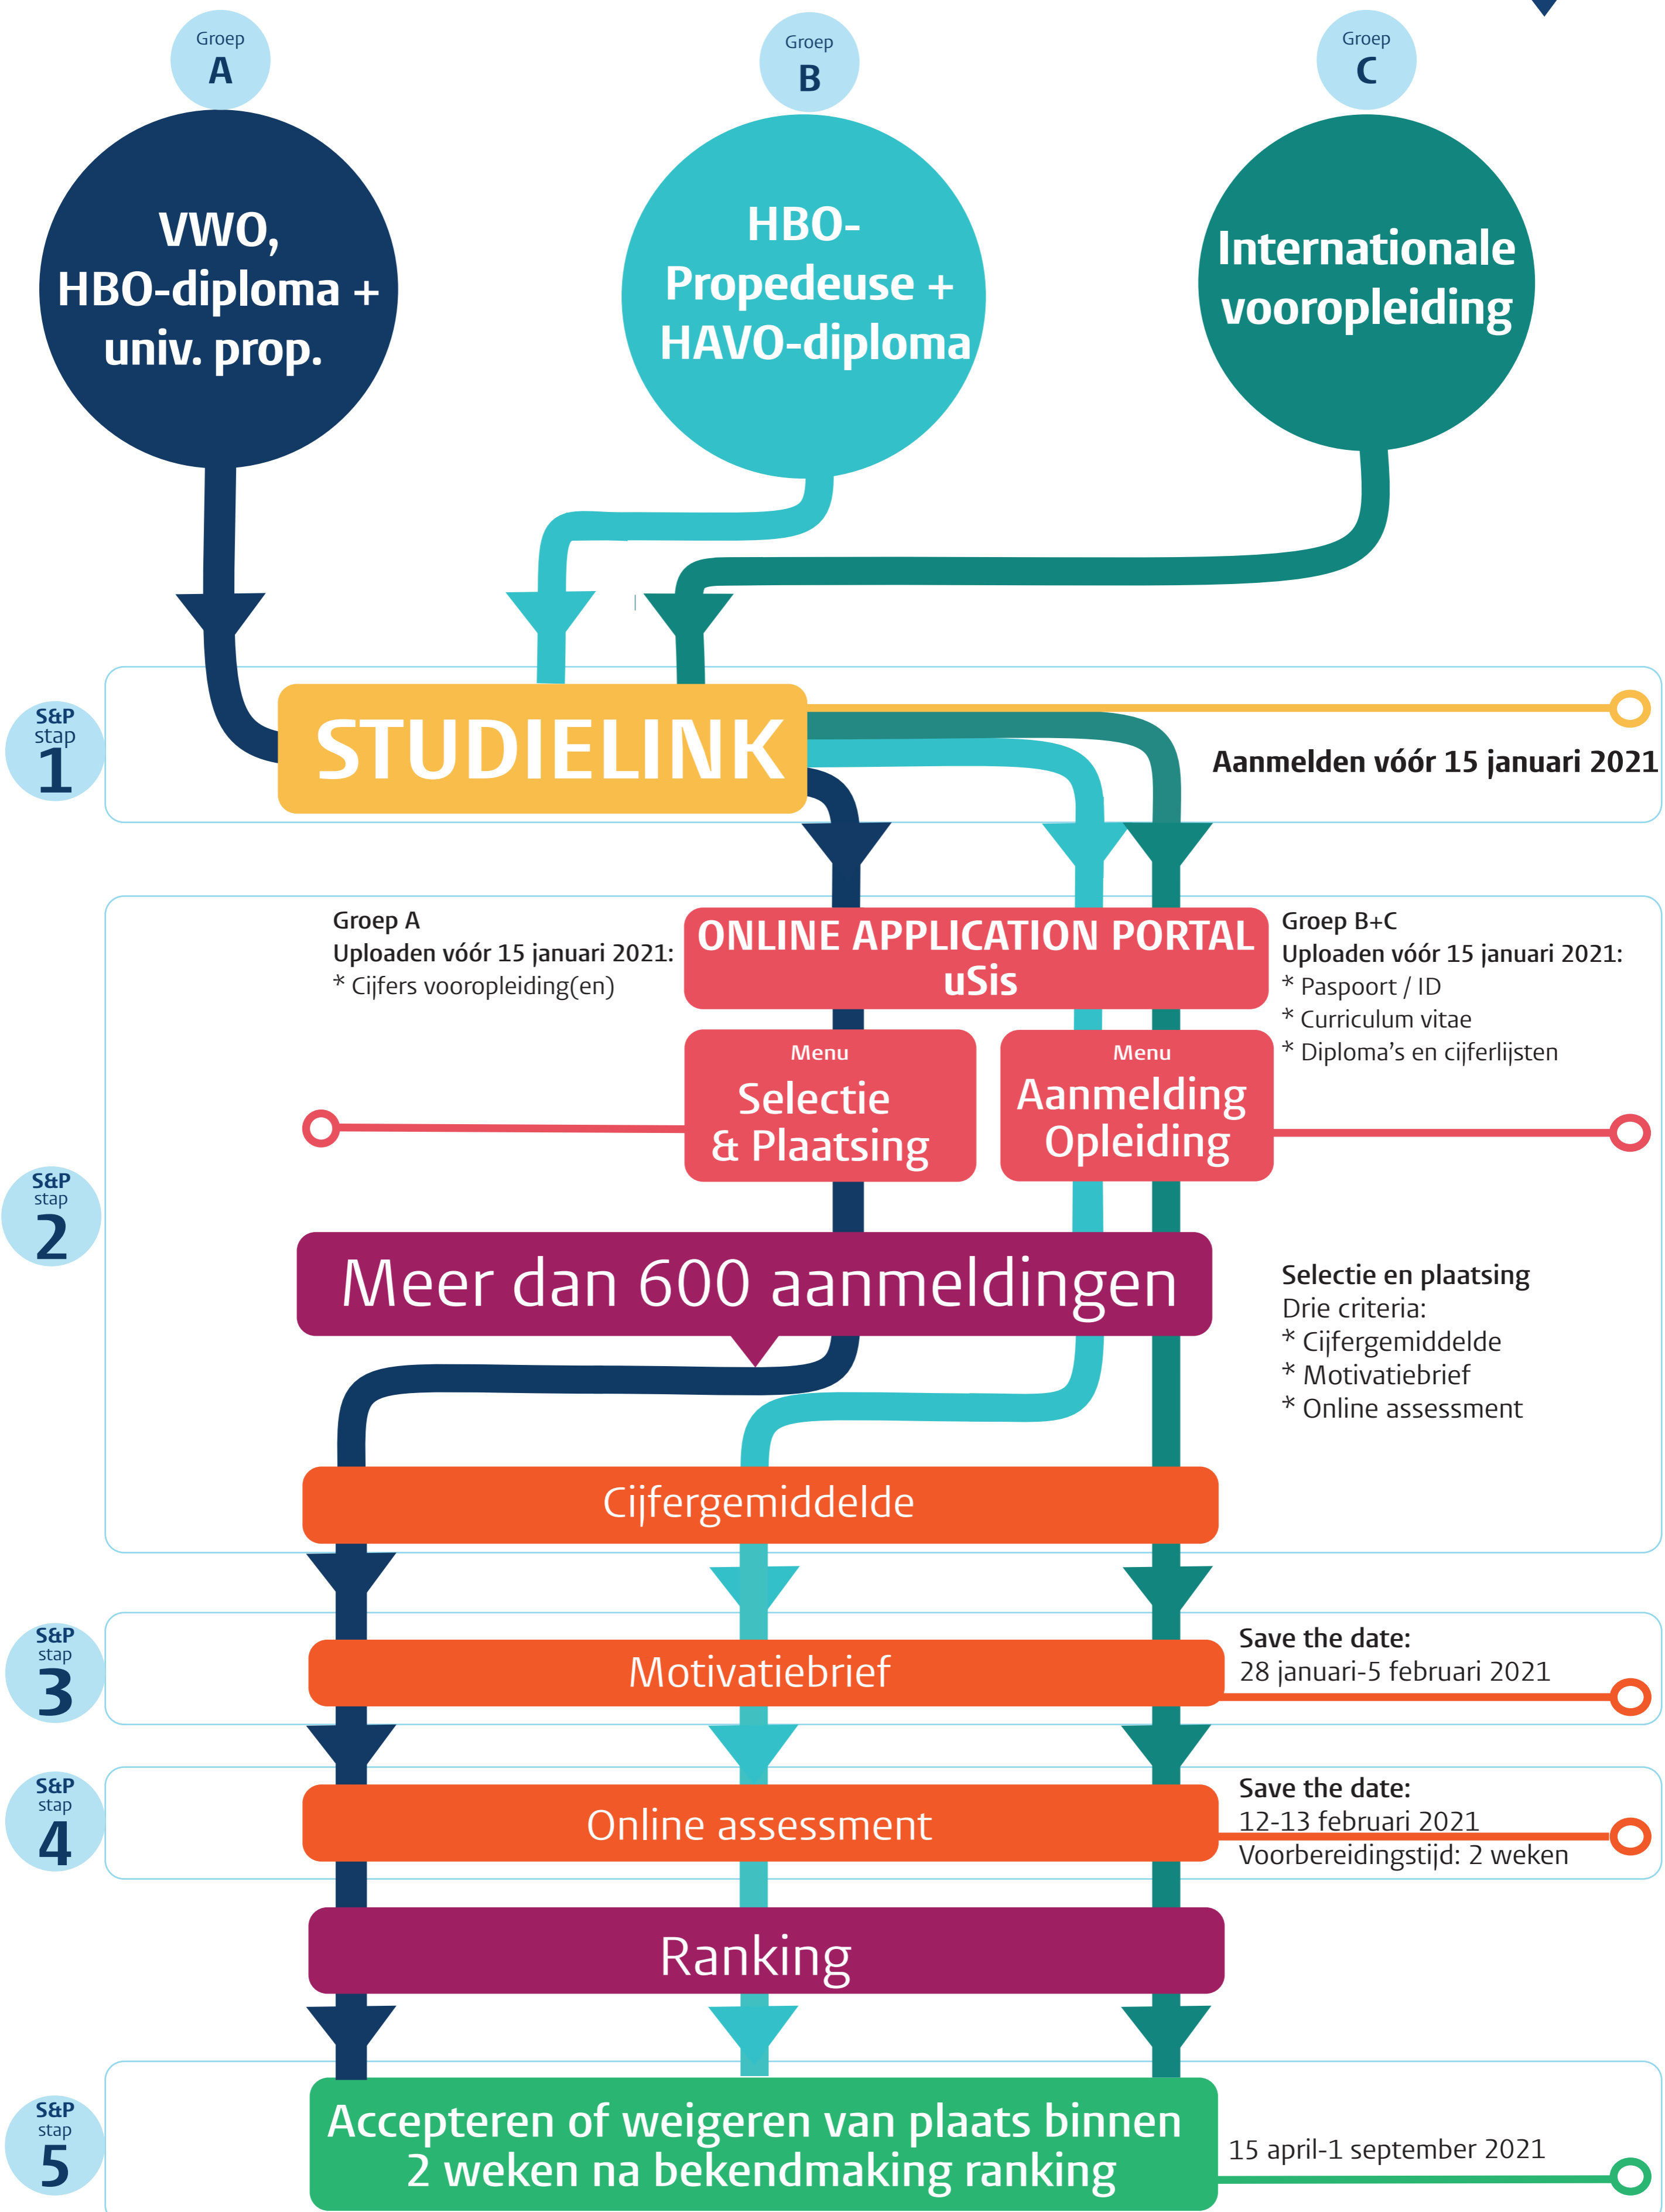 Groep
A
Groep
B
Groep
C
VWO,
HBO-diploma +
univ. prop.
HBO-
Propedeuse +
HAVO-diploma
Internationale
vooropleiding
S&P
stap
1
STUDIELINK
Aanmelden vóór 15 januari 2021
S&P
stap
2
Groep A
Uploaden vóór 15 januari 2021:
* Cijfers vooropleiding(en)
ONLINE APPLICATION PORTAL
uSis
Groep B+C
Uploaden vóór 15 januari 2021:
* Paspoort / ID
* Curriculum vitae
* Diploma's en cijferlijsten
Menu
Selectie
& Plaatsing
Menu
Aanmelding
Opleiding
Meer dan 600 aanmeldingen
Selectie en plaatsing
Drie criteria:
* Cijfergemiddelde
* Motivatiebrief
* Online assessment
Cijfergemiddelde
S&P
stap
3
Motivatiebrief
Save the date:
28 januari-5 februari 2021
S&P
stap
4
Online assessment
Save the date:
12-13 februari 2021
Voorbereidingstijd: 2 weken
Ranking
S&P
stap
5
Accepteren of weigeren van plaats binnen
2 weken na bekendmaking ranking
15 april-1 september 2021